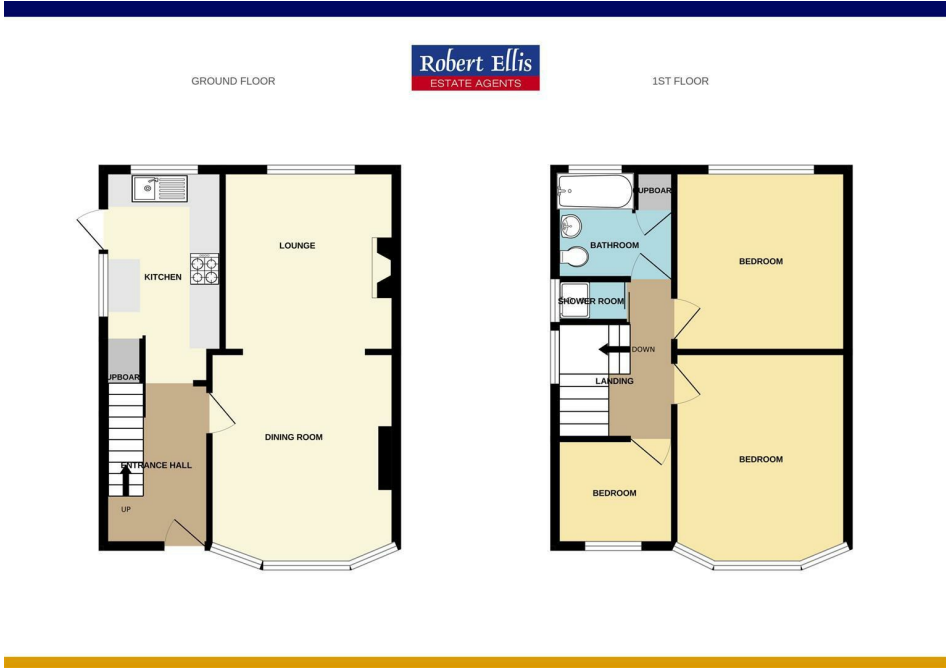 Robert Ellis
ESTATE AGENTS
GROUND FLOOR
1ST FLOOR
LOUNGE
KITCHEN
UPBOAR
DINING ROOM
ENTRANCE HALL
UP
CUPBOAR
BATHROOM
BEDROOM
SHOWER ROOM
DOWN
LANDING
BEDROOM
BEDROOM